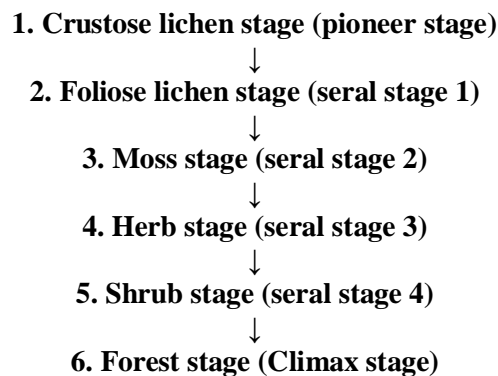 1. Crustose lichen stage (pioneer stage)
↓
2. Foliose lichen stage (seral stage 1)
↓
3. Moss stage (seral stage 2)
↓
4. Herb stage (seral stage 3)
↓
5. Shrub stage (seral stage 4)
↓
6. Forest stage (Climax stage)